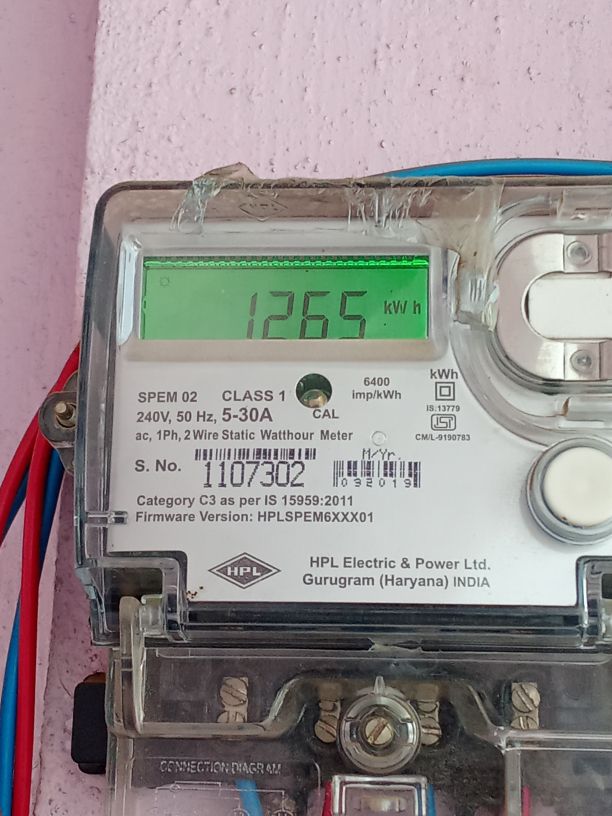 1265 kW h
SPEM 02 CLASS 1 6400 imp/kWh kWh
240V, 50 Hz, 5-30A CAL IS:13779
ac, 1Ph, 2 Wire Static Watthour Meter CM/L-9190783
M/Yr.
S. No. 1107302 092019
Category C3 as per IS 15959:2011
Firmware Version: HPLSPEM6XXX01
HPL HPL Electric & Power Ltd.
Gurugram (Haryana) INDIA
CONNECTION DIAGRAM